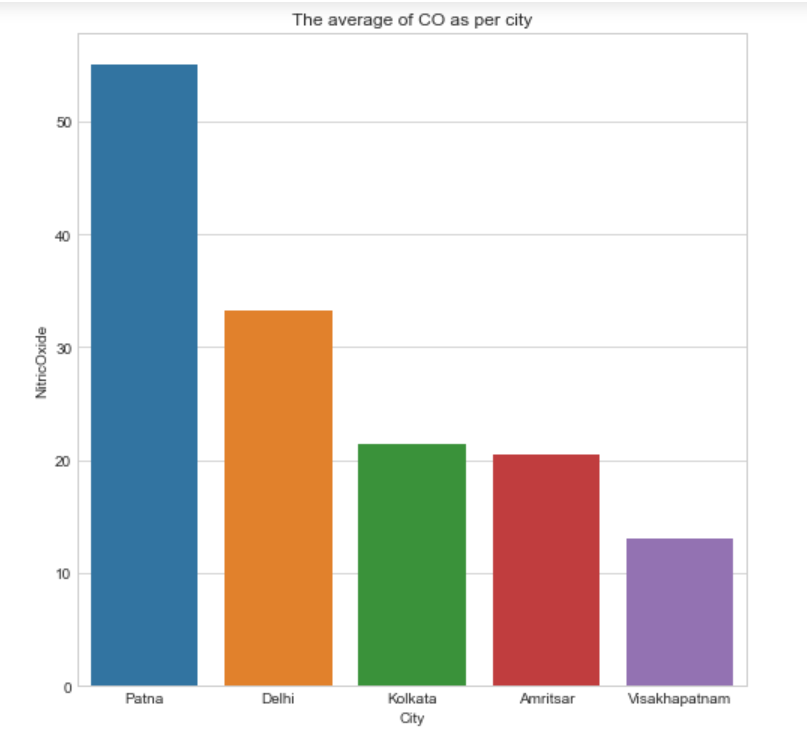 The average of CO as per city
NitricOxide
50
40
30
20
10
0
Patna Delhi Kolkata Amritsar Visakhapatnam
City